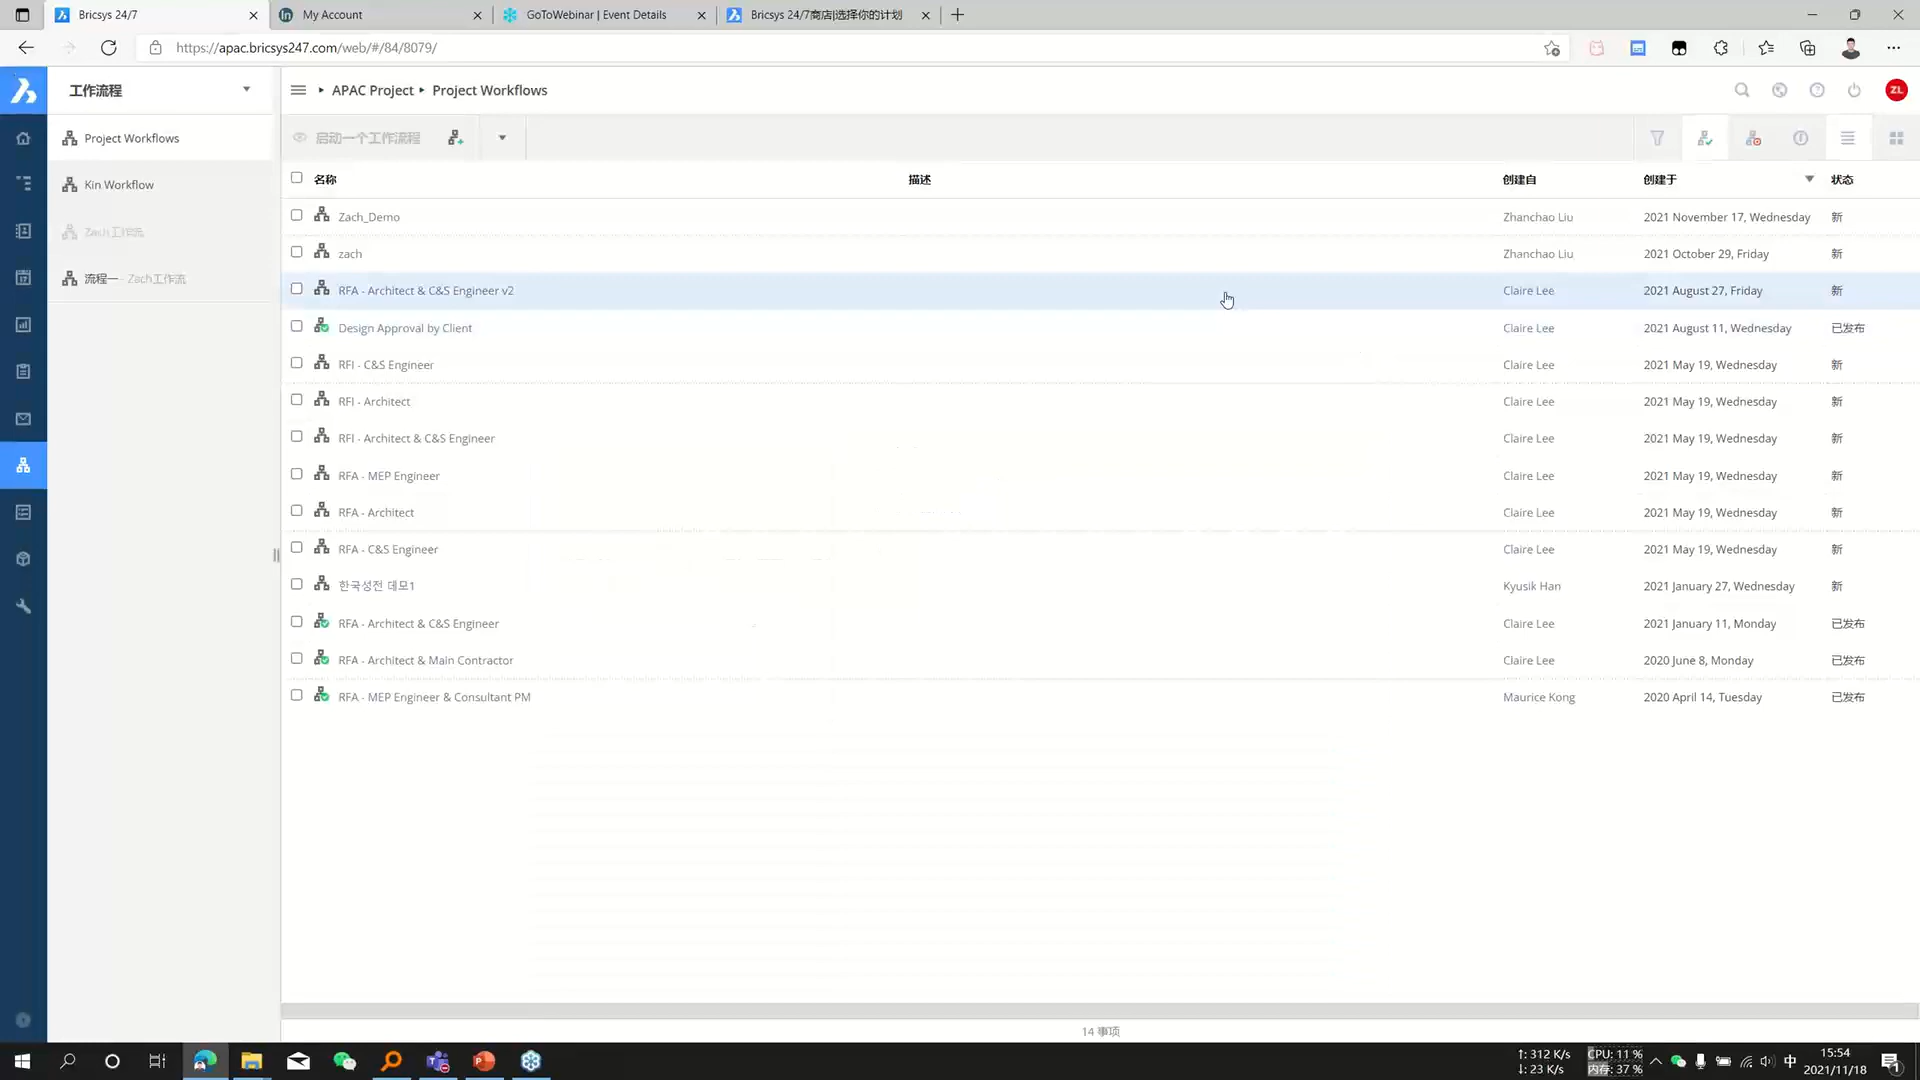 Bricsys 24/7
My Account
GoToWebinar | Event Details
Bricsys 24/7商店|选择你的计划
https://apac.bricsys247.com/web/#/84/8079/
工作流程
APAC Project
Project Workflows
ZL
Project Workflows
Kin Workflow
Zach工作流
流程一 - Zach工作流
启动一个工作流程
名称 描述 创建自 创建于 状态
Zach_Demo Zhanchao Liu 2021 November 17, Wednesday 新
zach Zhanchao Liu 2021 October 29, Friday 新
RFA - Architect & C&S Engineer v2 Claire Lee 2021 August 27, Friday 新
Design Approval by Client Claire Lee 2021 August 11, Wednesday 已发布
RFI - C&S Engineer Claire Lee 2021 May 19, Wednesday 新
RFI - Architect Claire Lee 2021 May 19, Wednesday 新
RFI - Architect & C&S Engineer Claire Lee 2021 May 19, Wednesday 新
RFA - MEP Engineer Claire Lee 2021 May 19, Wednesday 新
RFA - Architect Claire Lee 2021 May 19, Wednesday 新
RFA - C&S Engineer Claire Lee 2021 May 19, Wednesday 新
한국성전 데모1 Kyusik Han 2021 January 27, Wednesday 新
RFA - Architect & C&S Engineer Claire Lee 2021 January 11, Monday 已发布
RFA - Architect & Main Contractor Claire Lee 2020 June 8, Monday 已发布
RFA - MEP Engineer & Consultant PM Maurice Kong 2020 April 14, Tuesday 已发布
14 事项
↑: 312 K/s
↓: 23 K/s
CPU: 11 %
内存: 37 %
中
15:54
2021/11/18
1